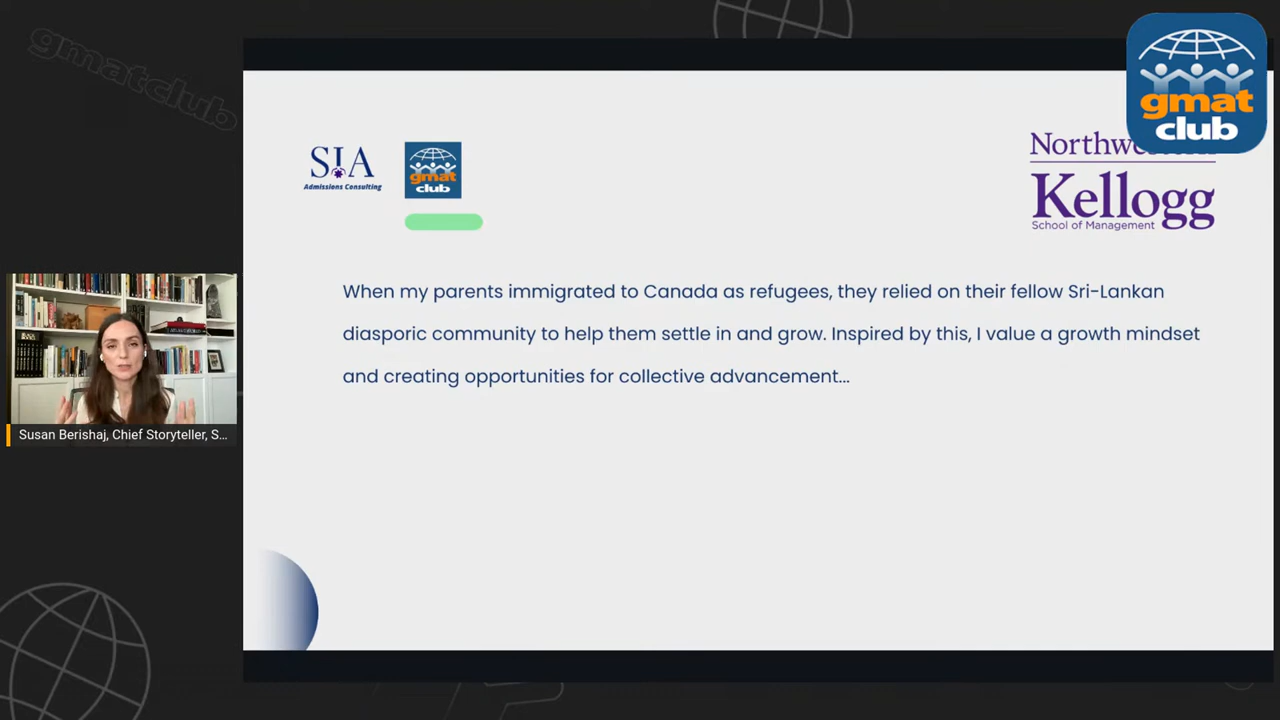 gmatclub
gmat
club
SIA
Admissions Consulting
gmat
club
Northwestern
Kellogg
School of Management
When my parents immigrated to Canada as refugees, they relied on their fellow Sri-Lankan
diasporic community to help them settle in and grow. Inspired by this, I value a growth mindset
and creating opportunities for collective advancement...
Susan Berishaj, Chief Storyteller, S...